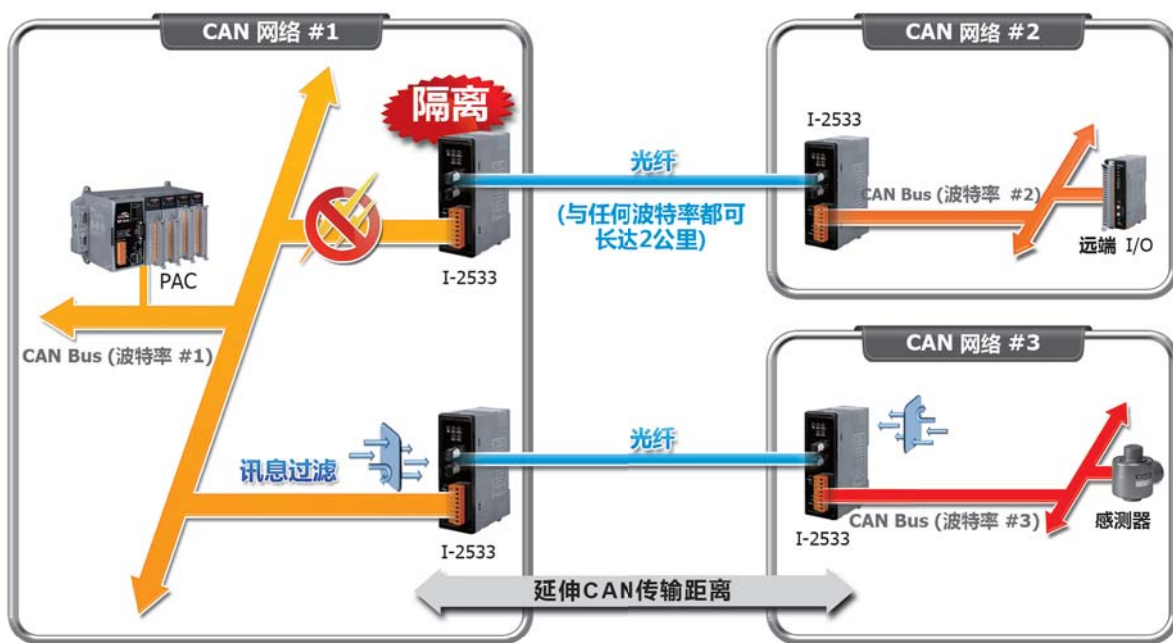 CAN 网络 #1
隔离
PAC
I-2533
CAN Bus (波特率 #1)
讯息过滤
I-2533
光纤
(与任何波特率都可
长达2公里)
光纤
延伸CAN传输距离
CAN 网络 #2
I-2533
CAN Bus (波特率 #2)
远端 I/O
CAN 网络 #3
I-2533
CAN Bus (波特率 #3)
感测器